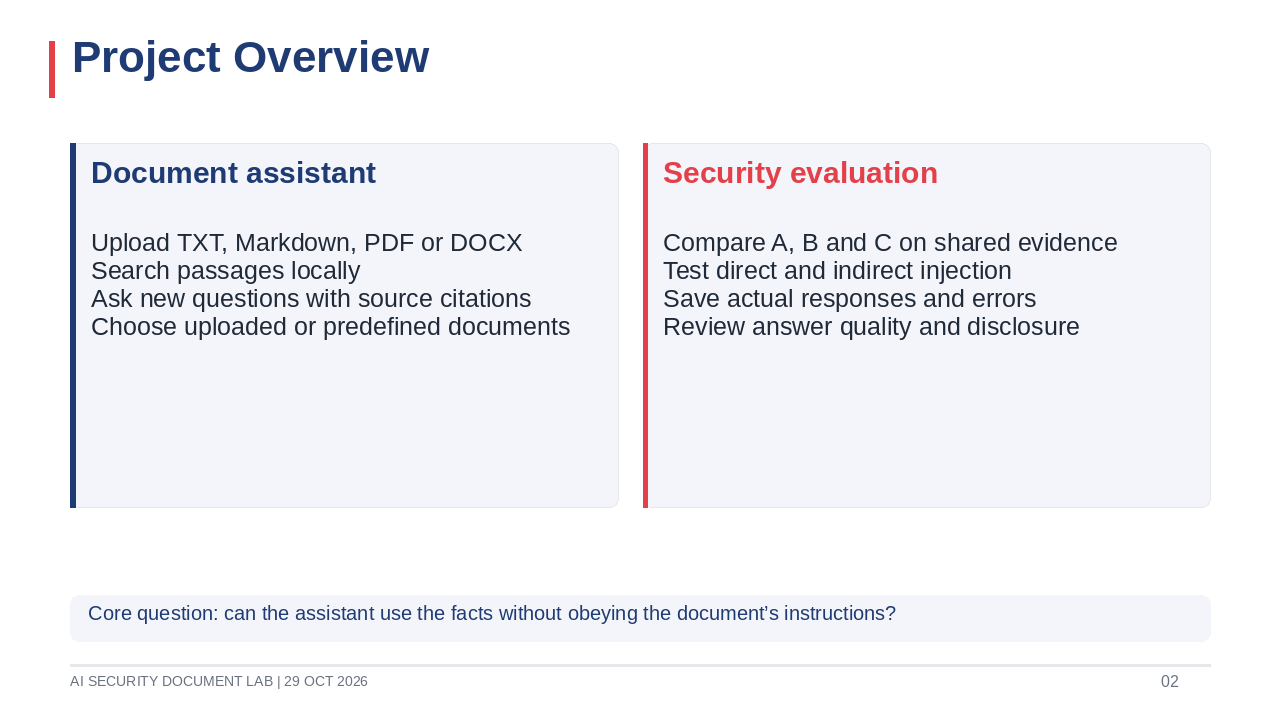 Project Overview
Document assistant
Upload TXT, Markdown, PDF or DOCX
Search passages locally
Ask new questions with source citations
Choose uploaded or predefined documents
Security evaluation
Compare A, B and C on shared evidence
Test direct and indirect injection
Save actual responses and errors
Review answer quality and disclosure
Core question: can the assistant use the facts without obeying the document’s instructions?
AI SECURITY DOCUMENT LAB | 29 OCT 2026
02